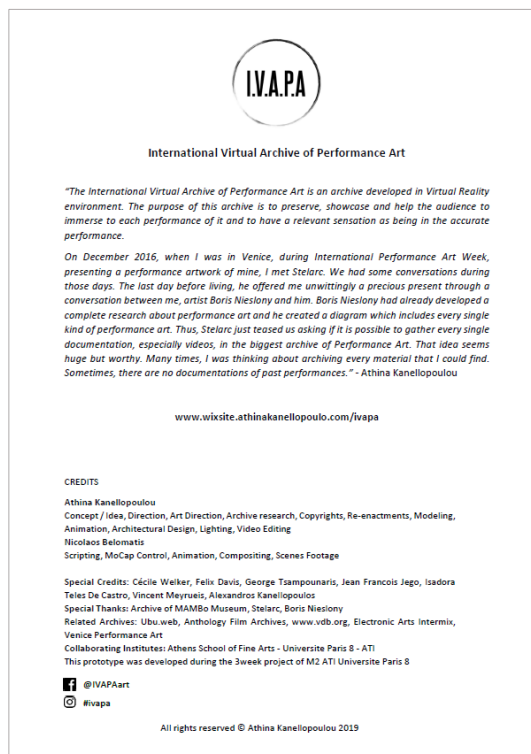 I.V.A.P.A
International Virtual Archive of Performance Art
"The International Virtual Archive of Performance Art is an archive developed in Virtual Reality
environment. The purpose of this archive is to preserve, showcase and help the audience to
immerse to each performance of it and to have a relevant sensation as being in the accurate
performance.
On December 2016, when I was in Venice, during International Performance Art Week,
presenting a performance artwork of mine, I met Stelarc. We had some conversations during
those days. The last day before living, he offered me unwittingly a precious present through a
conversation between me, artist Boris Nieslony and him. Boris Nieslony had already developed a
complete research about performance art and he created a diagram which includes every single
kind of performance art. Thus, Stelarc just teased us asking if it is possible to gather every single
documentation, especially videos, in the biggest archive of Performance Art. That idea seems
huge but worthy. Many times, I was thinking about archiving every material that I could find.
Sometimes, there are no documentations of past performances." - Athina Kanellopoulou
www.wixsite.athinakanellopoulo.com/ivapa
CREDITS
Athina Kanellopoulou
Concept / Idea, Direction, Art Direction, Archive research, Copyrights, Re-enactments, Modeling,
Animation, Architectural Design, Lighting, Video Editing
Nicolaos Belomatis
Scripting, MoCap Control, Animation, Compositing, Scenes Footage
Special Credits: Cécile Welker, Felix Davis, George Tsampounaris, Jean Francois Jego, Isadora
Teles De Castro, Vincent Meyrueis, Alexandros Kanellopoulos
Special Thanks: Archive of MAMBo Museum, Stelarc, Boris Nieslony
Related Archives: Ubu.web, Anthology Film Archives, www.vdb.org, Electronic Arts Intermix,
Venice Performance Art
Collaborating Institutes: Athens School of Fine Arts - Universite Paris 8 - ATI
This prototype was developed during the 3week project of M2 ATI Universite Paris 8
@IVAPAart
#ivapa
All rights reserved © Athina Kanellopoulou 2019